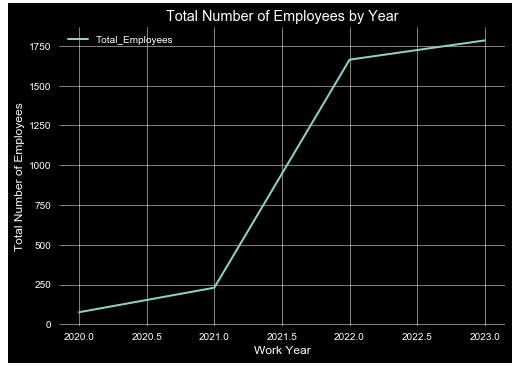 Total Number of Employees by Year
Total_Employees
Total Number of Employees
1750
1500
1250
1000
750
500
250
0
2020.0 2020.5 2021.0 2021.5 2022.0 2022.5 2023.0
Work Year